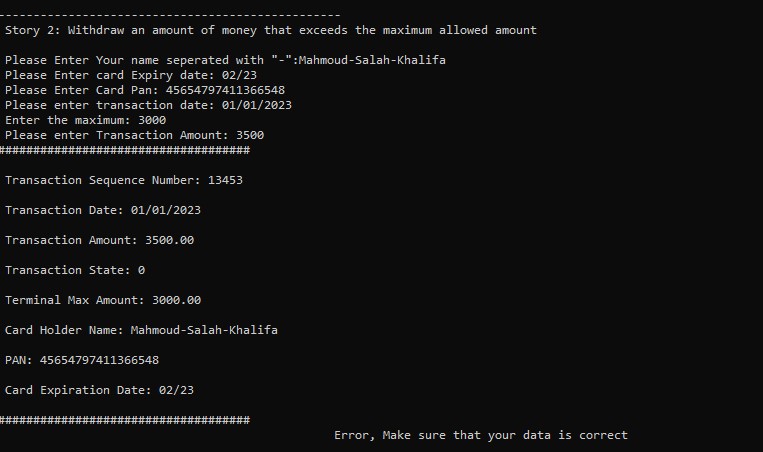 -------------------------------------------------
Story 2: Withdraw an amount of money that exceeds the maximum allowed amount
Please Enter Your name seperated with "-":Mahmoud-Salah-Khalifa
Please Enter card Expiry date: 02/23
Please Enter Card Pan: 45654797411366548
Please enter transaction date: 01/01/2023
Enter the maximum: 3000
Please enter Transaction Amount: 3500
####################################
Transaction Sequence Number: 13453
Transaction Date: 01/01/2023
Transaction Amount: 3500.00
Transaction State: 0
Terminal Max Amount: 3000.00
Card Holder Name: Mahmoud-Salah-Khalifa
PAN: 45654797411366548
Card Expiration Date: 02/23
####################################
Error, Make sure that your data is correct